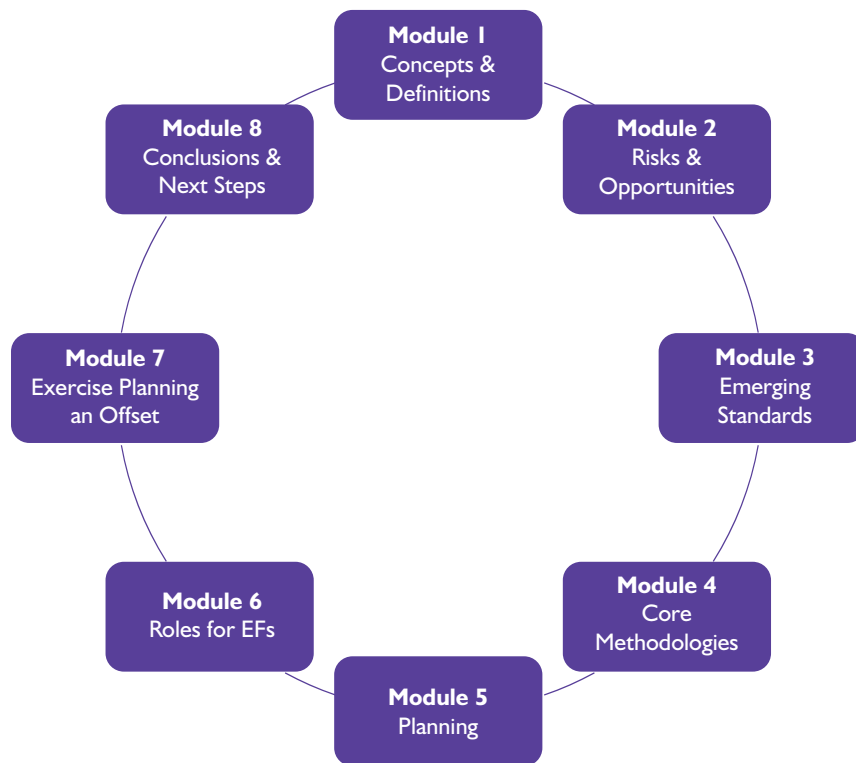 Module 1
Concepts &
Definitions
Module 2
Risks &
Opportunities
Module 3
Emerging
Standards
Module 4
Core
Methodologies
Module 5
Planning
Module 6
Roles for EFs
Module 7
Exercise Planning
an Offset
Module 8
Conclusions &
Next Steps